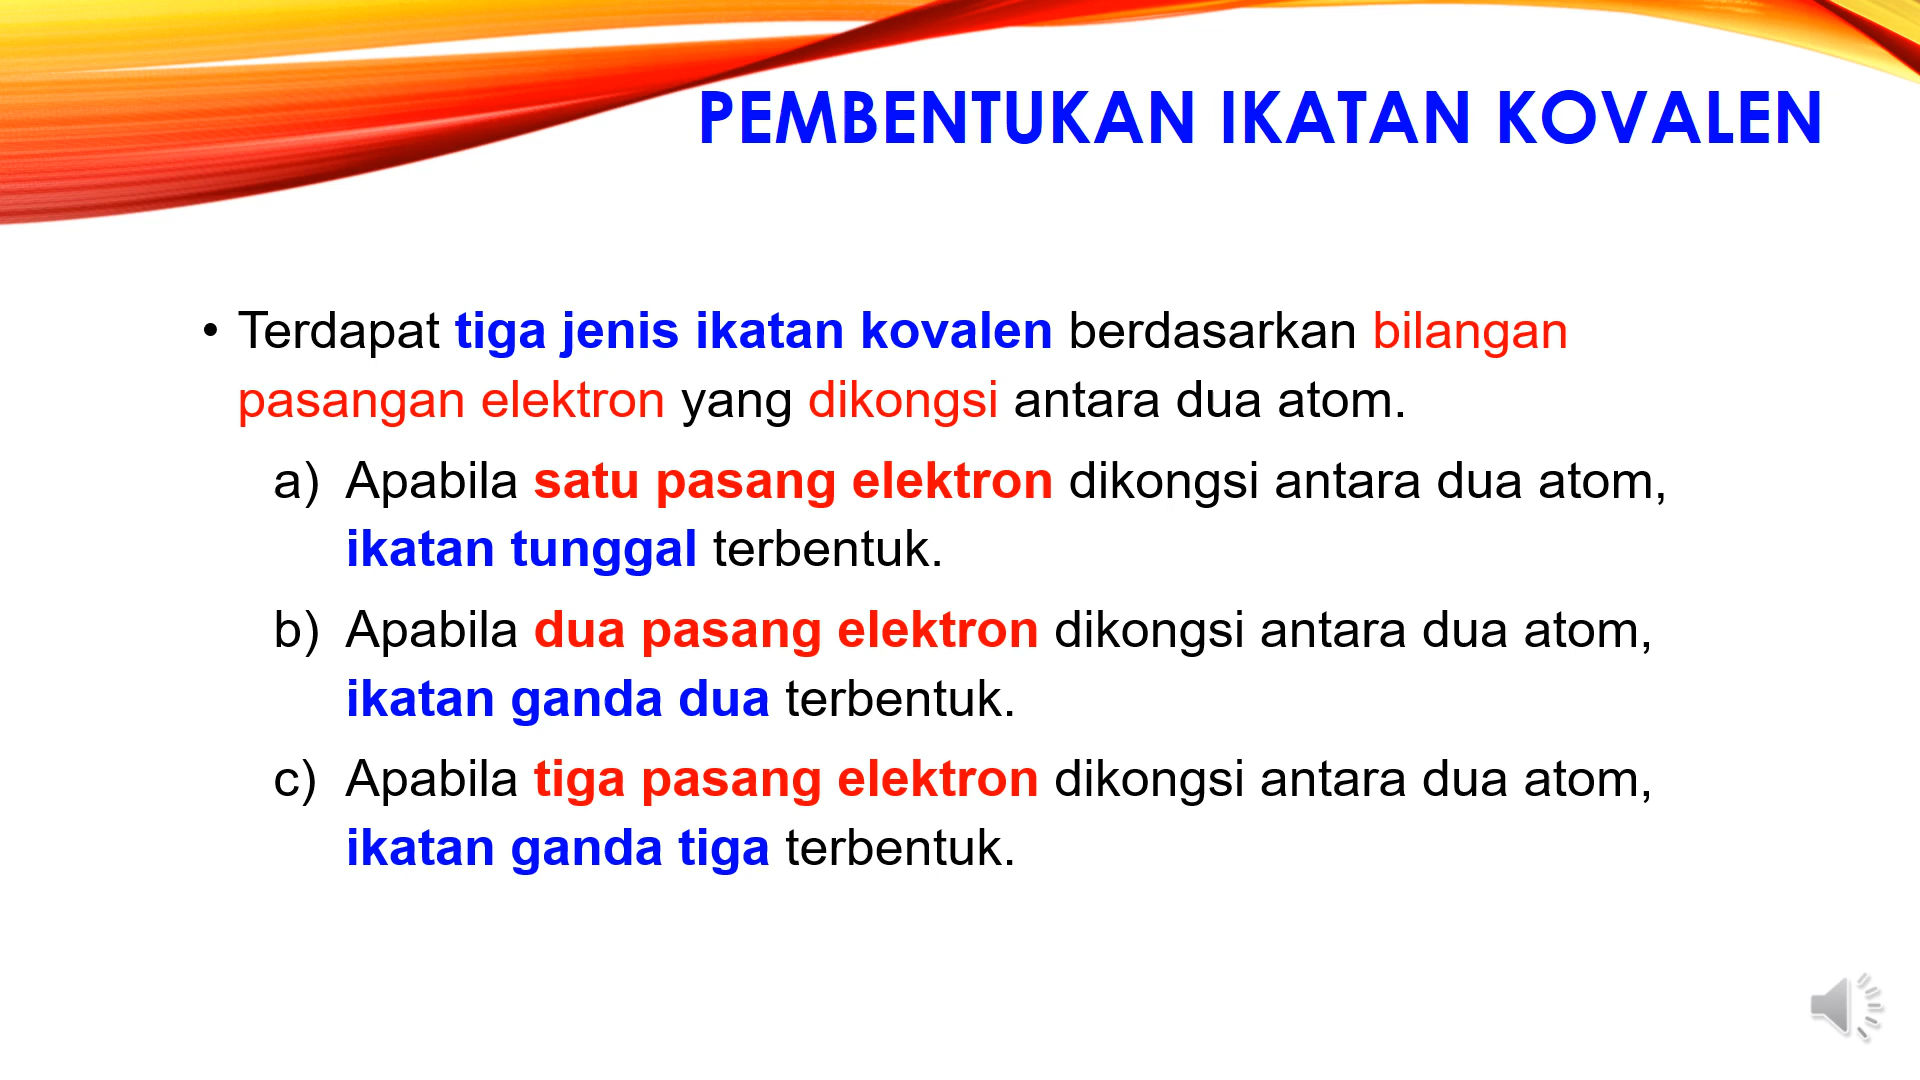 PEMBENTUKAN IKATAN KOVALEN
• Terdapat tiga jenis ikatan kovalen berdasarkan bilangan
pasangan elektron yang dikongsi antara dua atom.
a) Apabila satu pasang elektron dikongsi antara dua atom,
ikatan tunggal terbentuk.
b) Apabila dua pasang elektron dikongsi antara dua atom,
ikatan ganda dua terbentuk.
c) Apabila tiga pasang elektron dikongsi antara dua atom,
ikatan ganda tiga terbentuk.